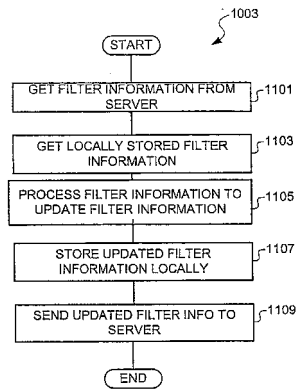 1003
START
GET FILTER INFORMATION FROM
SERVER
1101
GET LOCALLY STORED FILTER
INFORMATION
1103
PROCESS FILTER INFORMATION TO
UPDATE FILTER INFORMATION
1105
STORE UPDATED FILTER
INFORMATION LOCALLY
1107
SEND UPDATED FILTER INFO TO
SERVER
1109
END